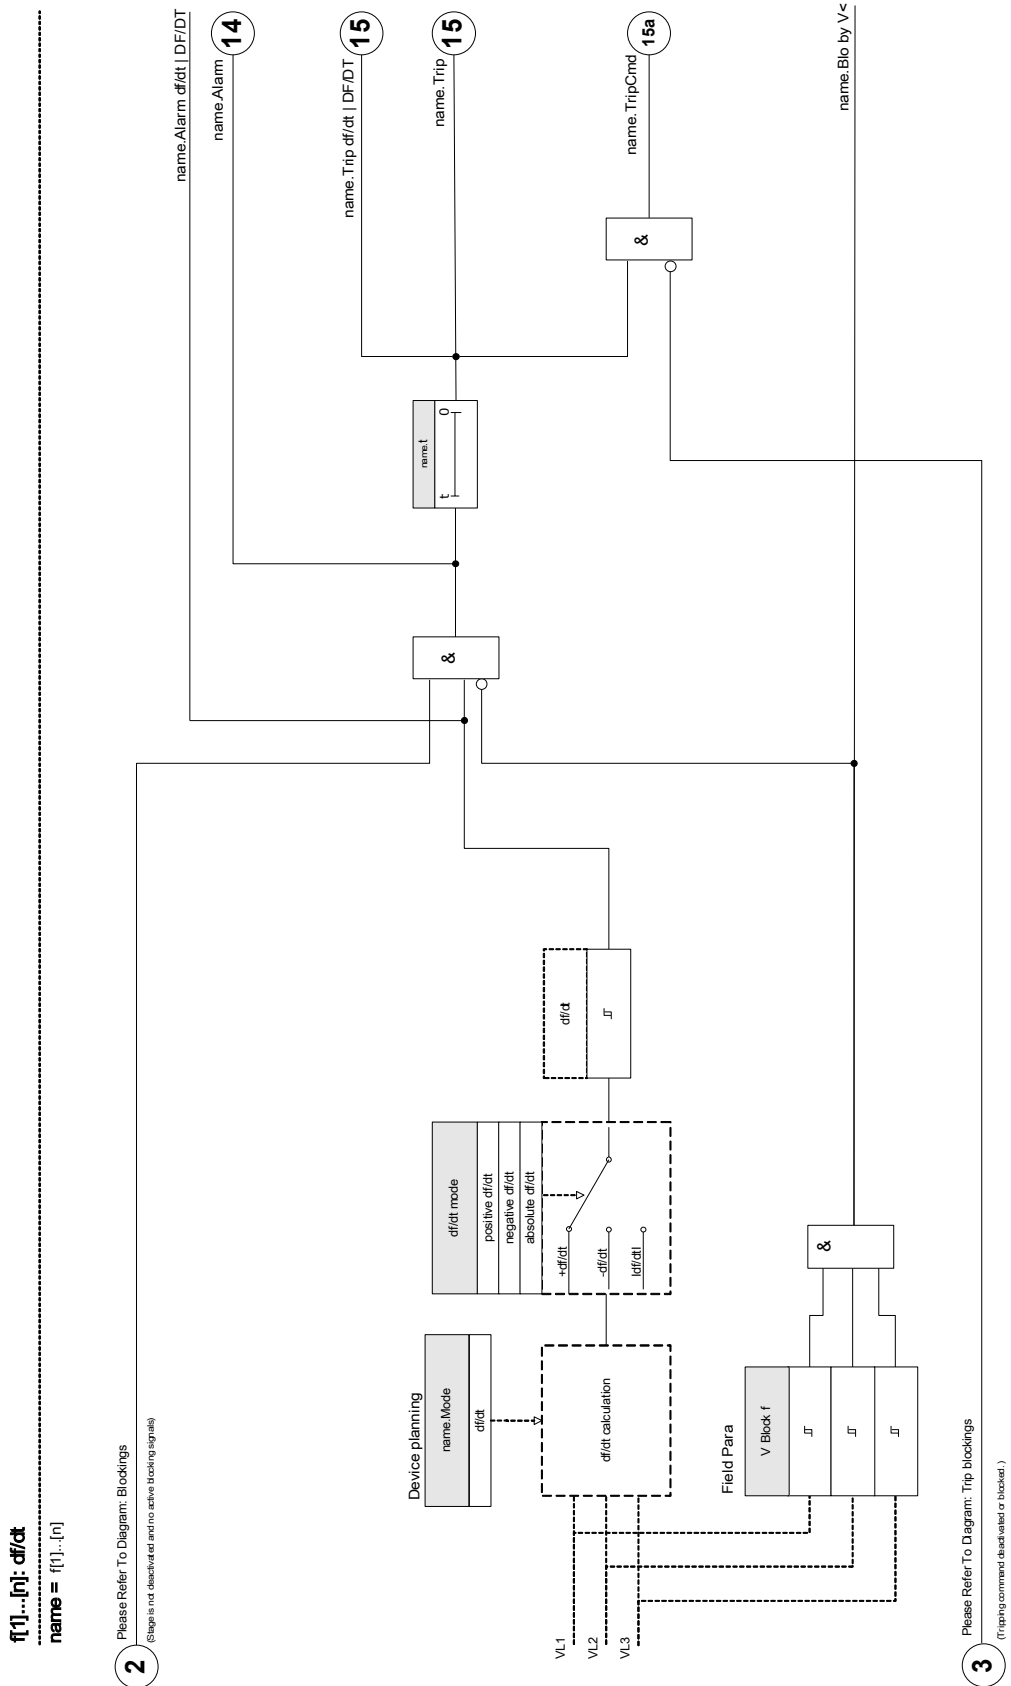 f[1]...[n]: df/dt
name = f[1]...[n]
2
Please Refer To Diagram: Blockings
(Stage is not deactivated and no active blocking signals)
name.Alarm df/dt | DF/DT
name.Alarm
14
name.Trip df/dt | DF/DT
15
name.Trip
15
name.TripCmd
15a
name.Blo by V<
Device planning
name.Mode
df/dt
df/dt calculation
VL1
VL2
VL3
df/dt mode
positive df/dt
negative df/dt
absolute df/dt
+df/dt
-df/dt
|df/dt|
df/dt
&
name.t
t
0
&
Field Para
V Block f
&
3
Please Refer To Diagram: Trip blockings
(Tripping command deactivated or blocked.)